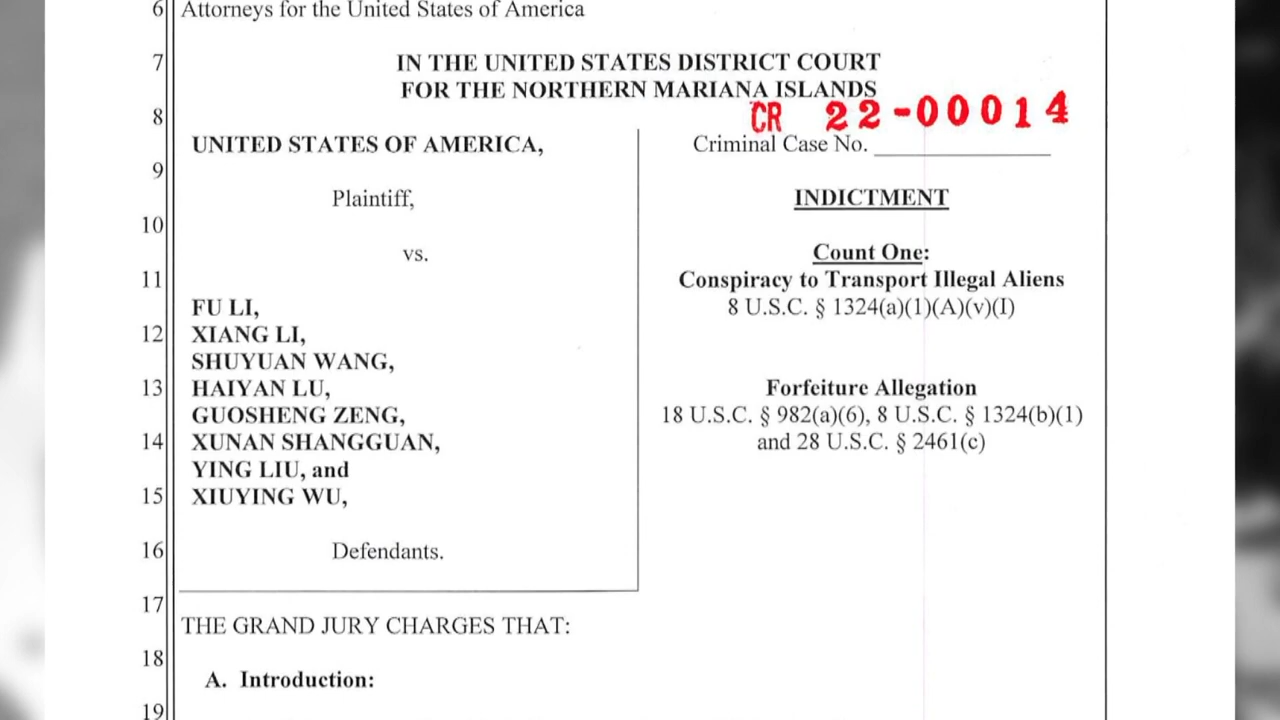 6 Attorneys for the United States of America
7 IN THE UNITED STATES DISTRICT COURT
FOR THE NORTHERN MARIANA ISLANDS
8 CR 22-00014
UNITED STATES OF AMERICA,
Criminal Case No.
9
Plaintiff,
INDICTMENT
10
vs.
Count One:
11 Conspiracy to Transport Illegal Aliens
FU LI,
8 U.S.C. § 1324(a)(1)(A)(v)(I)
12 XIANG LI,
SHUYUAN WANG,
13 HAIYAN LU,
Forfeiture Allegation
GUOSHENG ZENG,
18 U.S.C. § 982(a)(6), 8 U.S.C. § 1324(b)(1)
14 XUNAN SHANGGUAN,
and 28 U.S.C. § 2461(c)
YING LIU, and
15 XIUYING WU,
16 Defendants.
17
THE GRAND JURY CHARGES THAT:
18
A. Introduction:
19